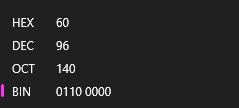 HEX 60
DEC 96
OCT 140
BIN 0110 0000